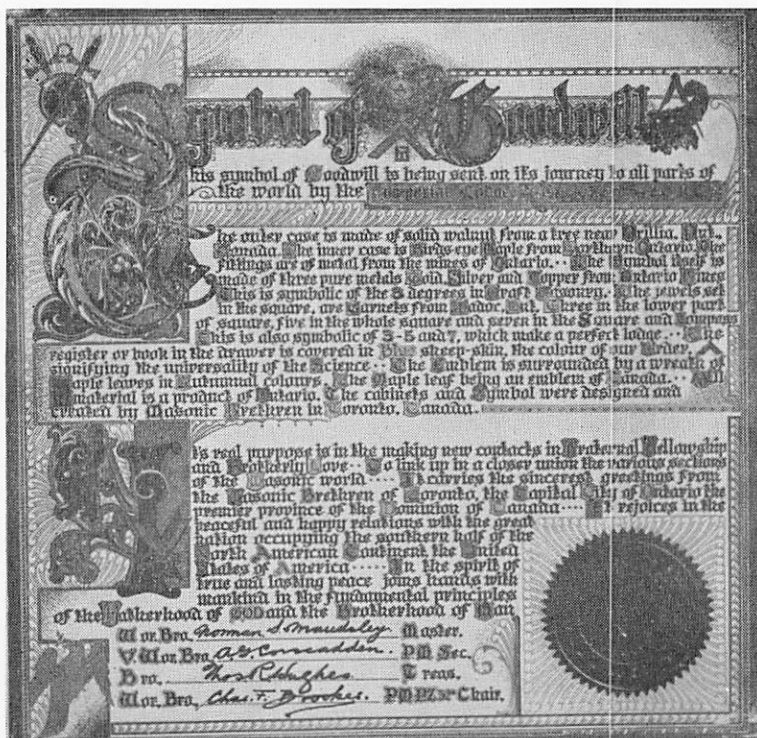 Symbol of Goodwill
This symbol of Goodwill is being sent on its journey to all parts of
the world by the
The outer case is made of solid walnut from a tree near Orillia, Ont.,
Canada. The inner case is Birds-eye Maple from Northern Ontario. The
fittings are of metal from the mines of Ontario. · · The Symbol itself is
made of three pure metals Gold, Silver and Copper from Ontario Mines
This is symbolic of the 3 degrees in Craft Masonry. The jewels set
in the square, are Garnets from Madoc, Ont. Three in the lower part
of square, five in the whole square and seven in the Square and Compass
This is also symbolic of 3-5 and 7, which make a perfect lodge. · · The
register or book in the drawer is covered in Blue sheep-skin, the colour of our Order,
signifying the universality of the Science · · The Emblem is surrounded by a wreath of
Maple leaves in Autumnal colours. The Maple leaf being an emblem of Canada. · · All
material is a product of Ontario. The cabinets and Symbol were designed and
created by Masonic Brethren in Toronto, Canada.
It's real purpose is in the making new contacts in Fraternal Fellowship
and Brotherly Love · · To link up in a closer union the various sections
of the Masonic world · · · · It carries the sincerest greetings from
the Masonic Brethren of Toronto, the Capital City of Ontario the
premier province of the Dominion of Canada · · · · It rejoices in the
peaceful and happy relations with the great
nation occupying the southern half of the
North American Continent the United
States of America · · · · In the spirit of
true and lasting peace joins hands with
mankind in the fundamental principles
of the Fatherhood of GOD and the Brotherhood of Man
Wor. Bro. Norman S. Maudsley Master.
V. Wor. Bro. A. G. Corscadden. P M Sec.
Bro. Thos R Hughes Treas.
Wor. Bro. Chas. F. Brookes. Chair.